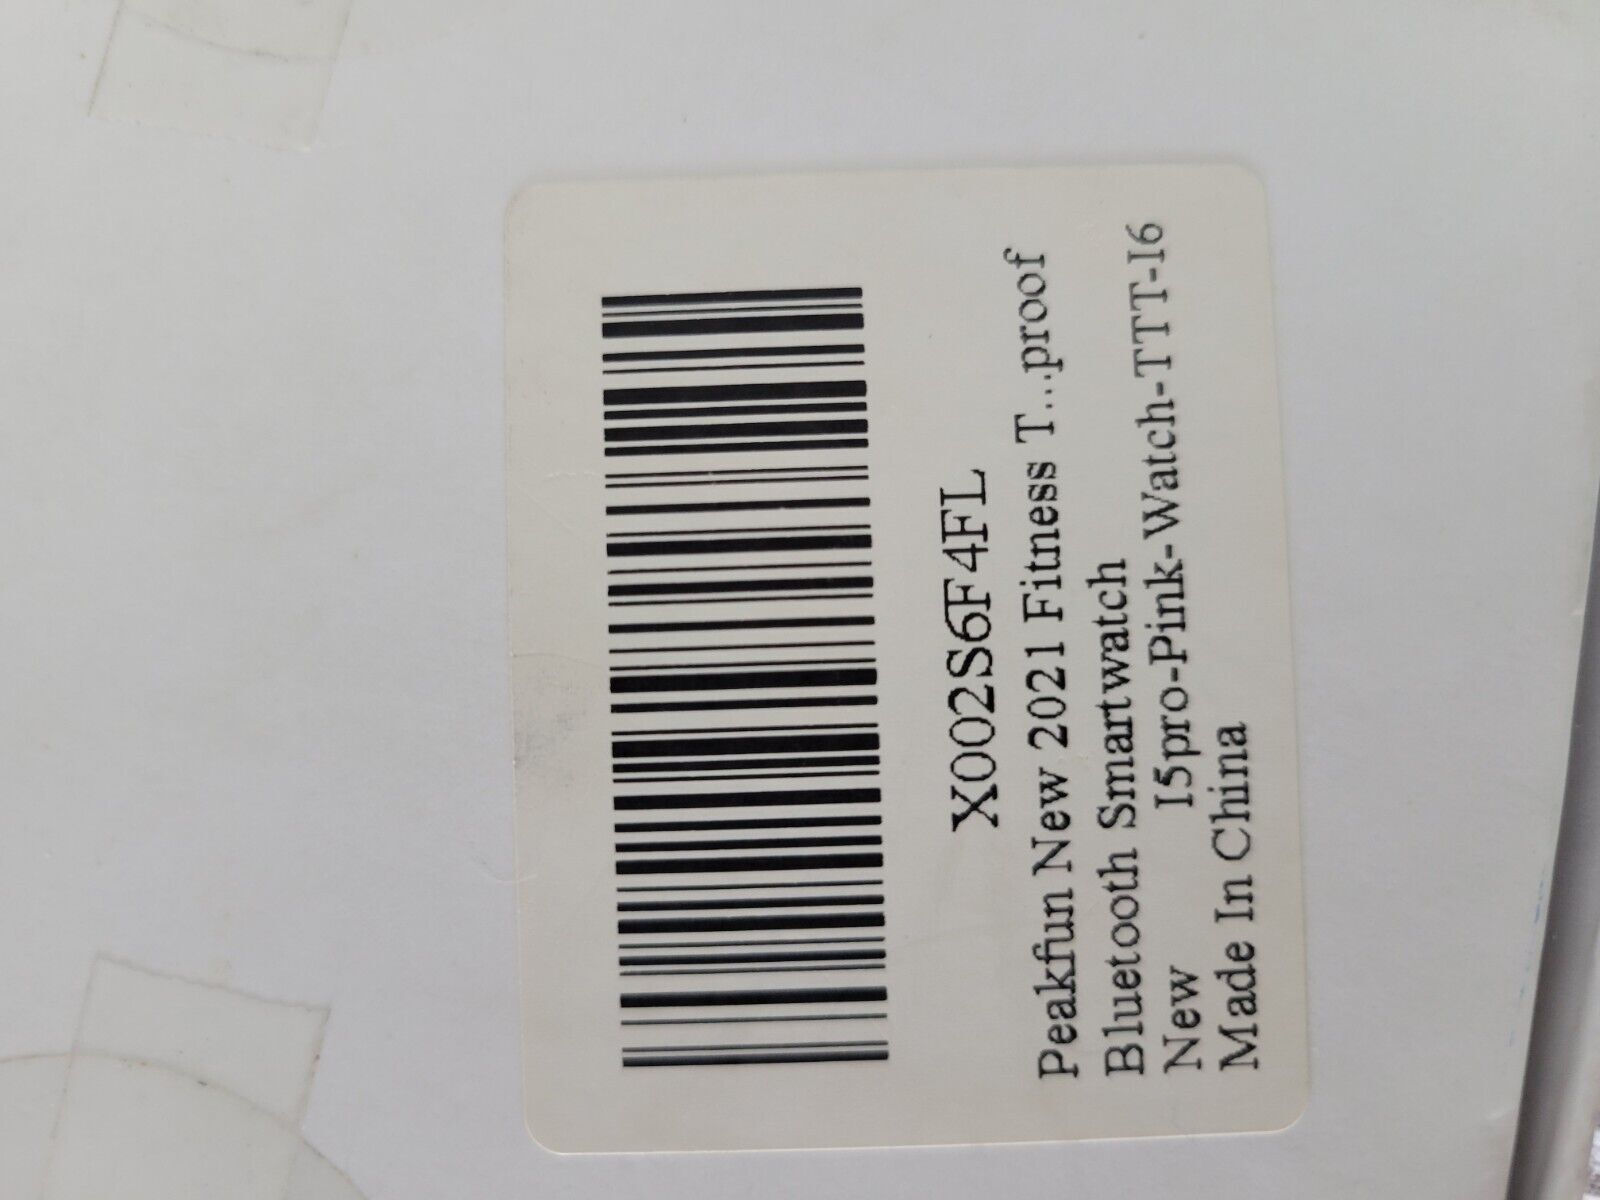 X002S6F4FL
Peakfun New 2021 Fitness T...proof
Bluetooth Smartwatch
New I5pro-Pink-Watch-TTT-I6
Made In China